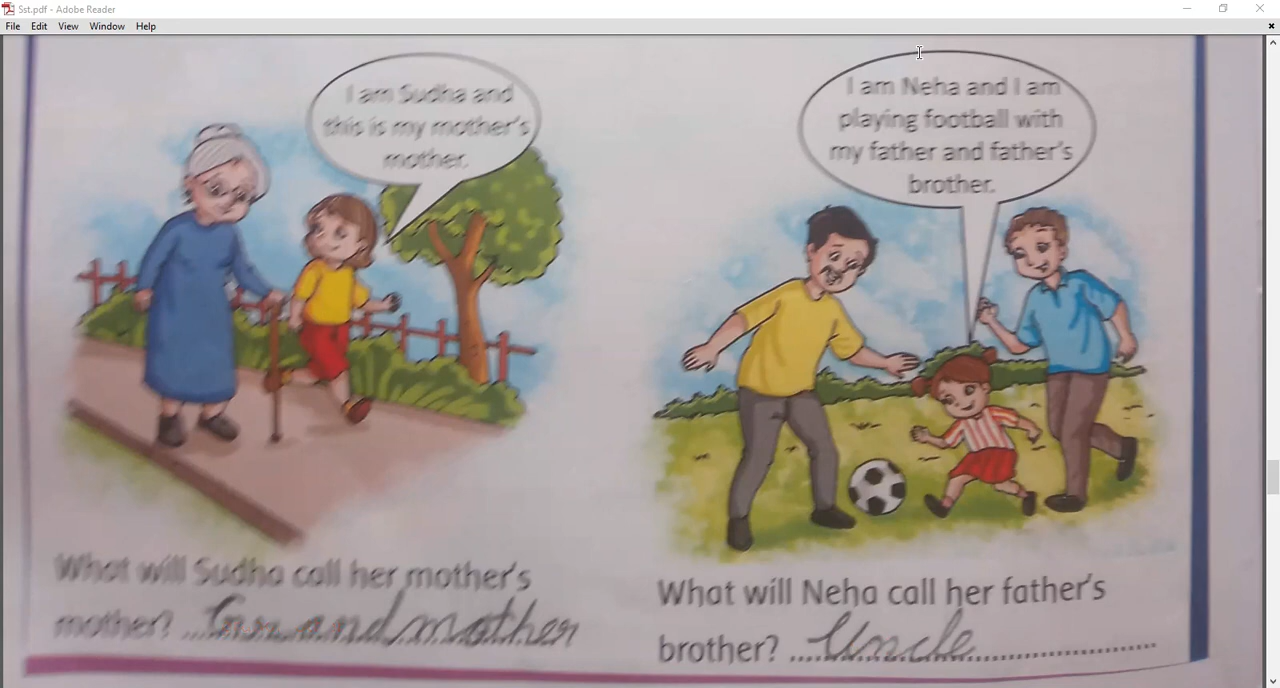 Sst.pdf - Adobe Reader
File Edit View Window Help
I am Sudha and
this is my mother's
mother.
I am Neha and I am
playing football with
my father and father's
brother.
What will Sudha call her mother's
mother? Grandmother
What will Neha call her father's
brother? Uncle